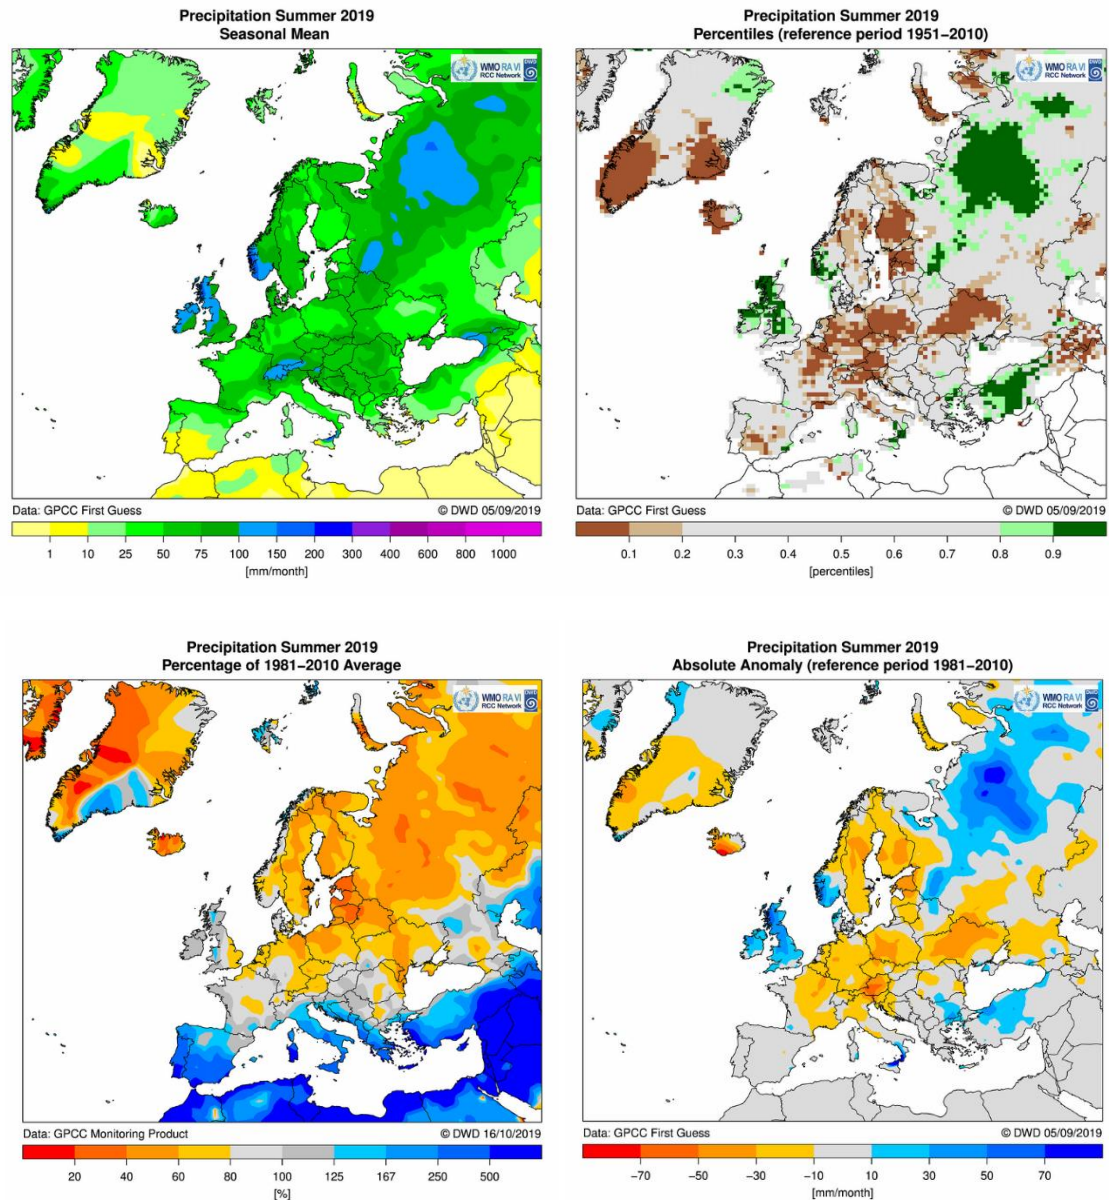 Precipitation Summer 2019
Seasonal Mean
WMO RA VI
RCC Network
DWD
Data: GPCC First Guess
© DWD 05/09/2019
1 10 25 50 75 100 150 200 300 400 600 800 1000
[mm/month]
Precipitation Summer 2019
Percentiles (reference period 1951−2010)
WMO RA VI
RCC Network
DWD
Data: GPCC First Guess
© DWD 05/09/2019
0.1 0.2 0.3 0.4 0.5 0.6 0.7 0.8 0.9
[percentiles]
Precipitation Summer 2019
Percentage of 1981−2010 Average
WMO RA VI
RCC Network
DWD
Data: GPCC Monitoring Product
© DWD 16/10/2019
20 40 60 80 100 125 167 250 500
[%]
Precipitation Summer 2019
Absolute Anomaly (reference period 1981−2010)
WMO RA VI
RCC Network
DWD
Data: GPCC First Guess
© DWD 05/09/2019
−70 −50 −30 −10 10 30 50 70
[mm/month]